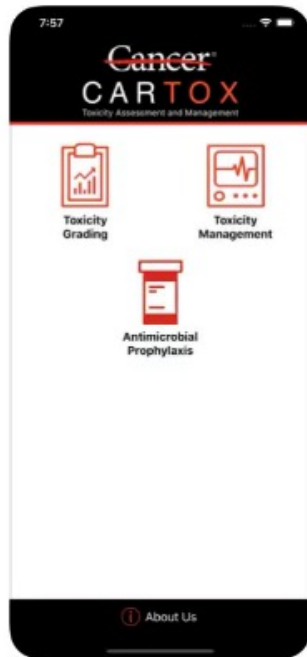 7:57
Cancer
CARTOX
Toxicity Assessment and Management
Toxicity
Grading
Toxicity
Management
Antimicrobial
Prophylaxis
About Us